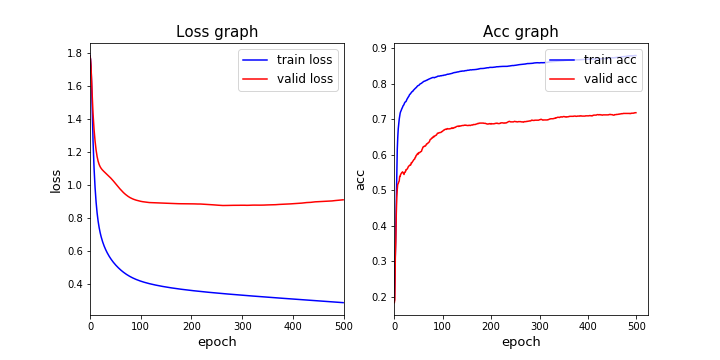 Loss graph
1.8
1.6
1.4
1.2
1.0
0.8
0.6
0.4
loss
0
100
200
300
400
500
epoch
train loss
valid loss
Acc graph
0.9
0.8
0.7
0.6
0.5
0.4
0.3
0.2
acc
0
100
200
300
400
500
epoch
train acc
valid acc